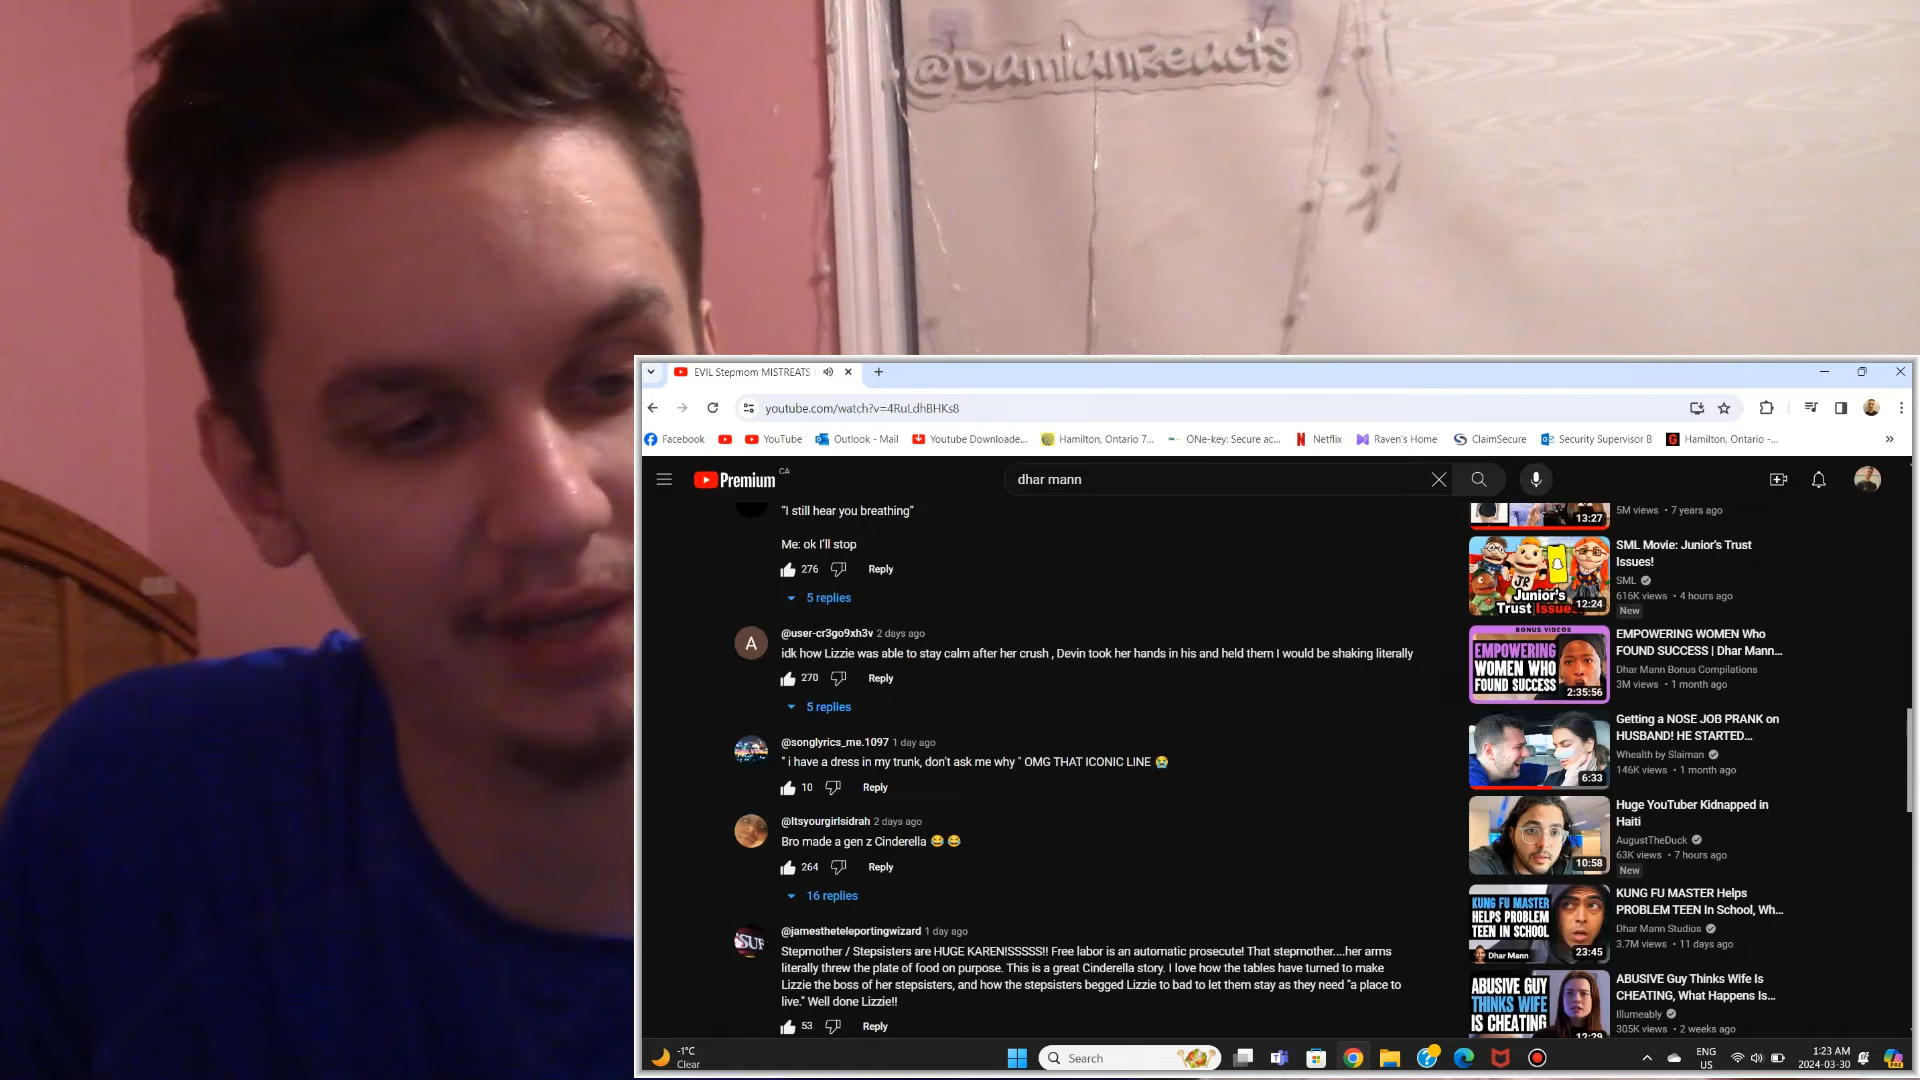 @DamianReacts
EVIL Stepmom MISTREATS
youtube.com/watch?v=4RuLdhBHKs8
Facebook YouTube Outlook - Mail Youtube Downloade... Hamilton, Ontario 7... ONe-key: Secure ac... Netflix Raven's Home ClaimSecure Security Supervisor B Hamilton, Ontario -...
Premium CA
dhar mann
"I still hear you breathing"
Me: ok I'll stop
276 Reply
5 replies
@user-cr3go9xh3v 2 days ago
A
idk how Lizzie was able to stay calm after her crush , Devin took her hands in his and held them I would be shaking literally
270 Reply
5 replies
@songlyrics_me.1097 1 day ago
" i have a dress in my trunk, don't ask me why " OMG THAT ICONIC LINE 😭
10 Reply
@Itsyourgirlsidrah 2 days ago
Bro made a gen z Cinderella 😂 😂
264 Reply
16 replies
@jamestheteleportingwizard 1 day ago
Stepmother / Stepsisters are HUGE KAREN!SSSSS!! Free labor is an automatic prosecute! That stepmother....her arms
literally threw the plate of food on purpose. This is a great Cinderella story. I love how the tables have turned to make
Lizzie the boss of her stepsisters, and how the stepsisters begged Lizzie to bad to let them stay as they need "a place to
live." Well done Lizzie!!
53 Reply
13:27
5M views • 7 years ago
JR
Junior's
Trust Issues
12:24
SML Movie: Junior's Trust
Issues!
SML
616K views • 4 hours ago
New
BONUS VIDEOS
EMPOWERING
WOMEN WHO
FOUND SUCCESS
2:35:56
EMPOWERING WOMEN Who
FOUND SUCCESS | Dhar Mann...
Dhar Mann Bonus Compilations
3M views • 1 month ago
6:33
Getting a NOSE JOB PRANK on
HUSBAND! HE STARTED...
Whealth by Slaiman
146K views • 1 month ago
10:58
Huge YouTuber Kidnapped in
Haiti
AugustTheDuck
63K views • 7 hours ago
New
KUNG FU MASTER
HELPS PROBLEM
TEEN IN SCHOOL
Dhar Mann
23:45
KUNG FU MASTER Helps
PROBLEM TEEN In School, Wh...
Dhar Mann Studios
3.7M views • 11 days ago
ABUSIVE GUY
THINKS WIFE
IS CHEATING
12:29
ABUSIVE Guy Thinks Wife Is
CHEATING, What Happens Is...
Illumeably
305K views • 2 weeks ago
-1°C
Clear
Search
ENG
US
1:23 AM
2024-03-30